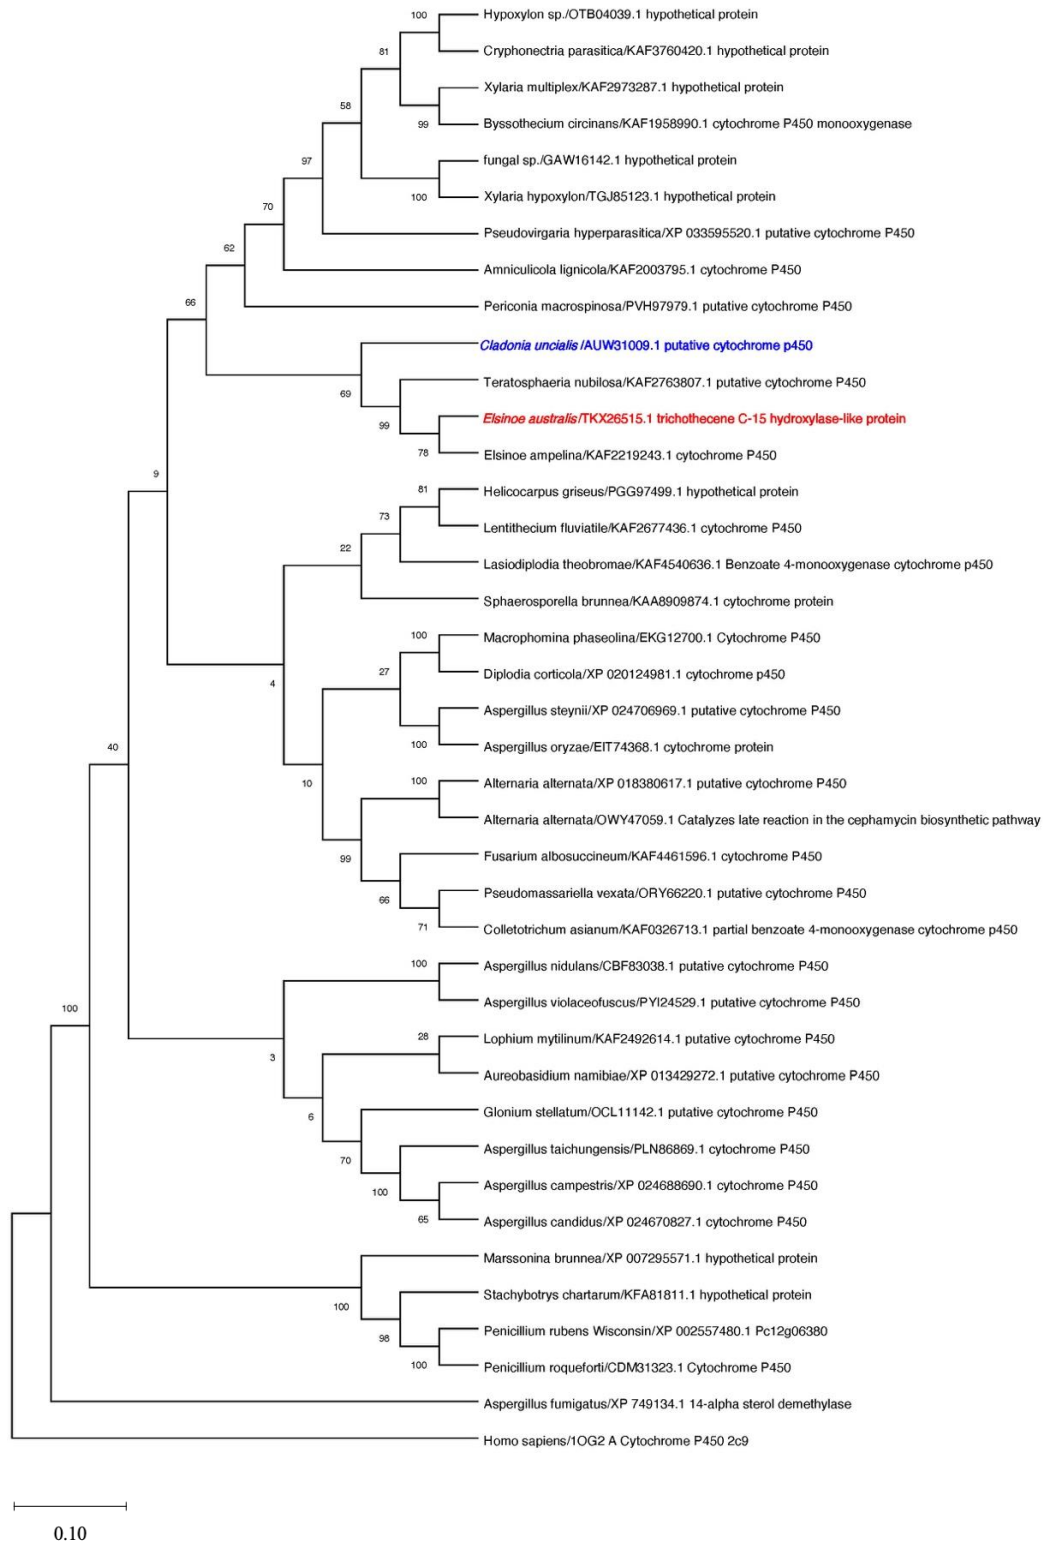 100
Hypoxylon sp./OTB04039.1 hypothetical protein
81
Cryphonectria parasitica/KAF3760420.1 hypothetical protein
Xylaria multiplex/KAF2973287.1 hypothetical protein
58
99
Byssothecium circinans/KAF1958990.1 cytochrome P450 monooxygenase
97
fungal sp./GAW16142.1 hypothetical protein
100
Xylaria hypoxylon/TGJ85123.1 hypothetical protein
70
Pseudovirgaria hyperparasitica/XP 033595520.1 putative cytochrome P450
62
Amniculicola lignicola/KAF2003795.1 cytochrome P450
66
Periconia macrospinosa/PVH97979.1 putative cytochrome P450
Cladonia uncialis/AUW31009.1 putative cytochrome p450
69
Teratosphaeria nubilosa/KAF2763807.1 putative cytochrome P450
99
Elsinoe australis/TKX26515.1 trichothecene C-15 hydroxylase-like protein
78
Elsinoe ampelina/KAF2219243.1 cytochrome P450
9
81
Helicocarpus griseus/PGG97499.1 hypothetical protein
73
Lentithecium fluviatile/KAF2677436.1 cytochrome P450
22
Lasiodiplodia theobromae/KAF4540636.1 Benzoate 4-monooxygenase cytochrome p450
Sphaerosporella brunnea/KAA8909874.1 cytochrome protein
100
Macrophomina phaseolina/EKG12700.1 Cytochrome P450
27
4
Diplodia corticola/XP 020124981.1 cytochrome p450
Aspergillus steynii/XP 024706969.1 putative cytochrome P450
40
100
Aspergillus oryzae/EIT74368.1 cytochrome protein
10
100
Alternaria alternata/XP 018380617.1 putative cytochrome P450
Alternaria alternata/OWY47059.1 Catalyzes late reaction in the cephamycin biosynthetic pathway
99
Fusarium albosuccineum/KAF4461596.1 cytochrome P450
66
Pseudomassariella vexata/ORY66220.1 putative cytochrome P450
71
Colletotrichum asianum/KAF0326713.1 partial benzoate 4-monooxygenase cytochrome p450
100
Aspergillus nidulans/CBF83038.1 putative cytochrome P450
100
Aspergillus violaceofuscus/PYI24529.1 putative cytochrome P450
28
Lophium mytilinum/KAF2492614.1 putative cytochrome P450
3
Aureobasidium namibiae/XP 013429272.1 putative cytochrome P450
6
Glonium stellatum/OCL11142.1 putative cytochrome P450
70
Aspergillus taichungensis/PLN86869.1 cytochrome P450
100
Aspergillus campestris/XP 024688690.1 cytochrome P450
65
Aspergillus candidus/XP 024670827.1 cytochrome P450
Marssonina brunnea/XP 007295571.1 hypothetical protein
100
Stachybotrys chartarum/KFA81811.1 hypothetical protein
98
Penicillium rubens Wisconsin/XP 002557480.1 Pc12g06380
100
Penicillium roqueforti/CDM31323.1 Cytochrome P450
Aspergillus fumigatus/XP 749134.1 14-alpha sterol demethylase
Homo sapiens/1OG2 A Cytochrome P450 2c9
0.10